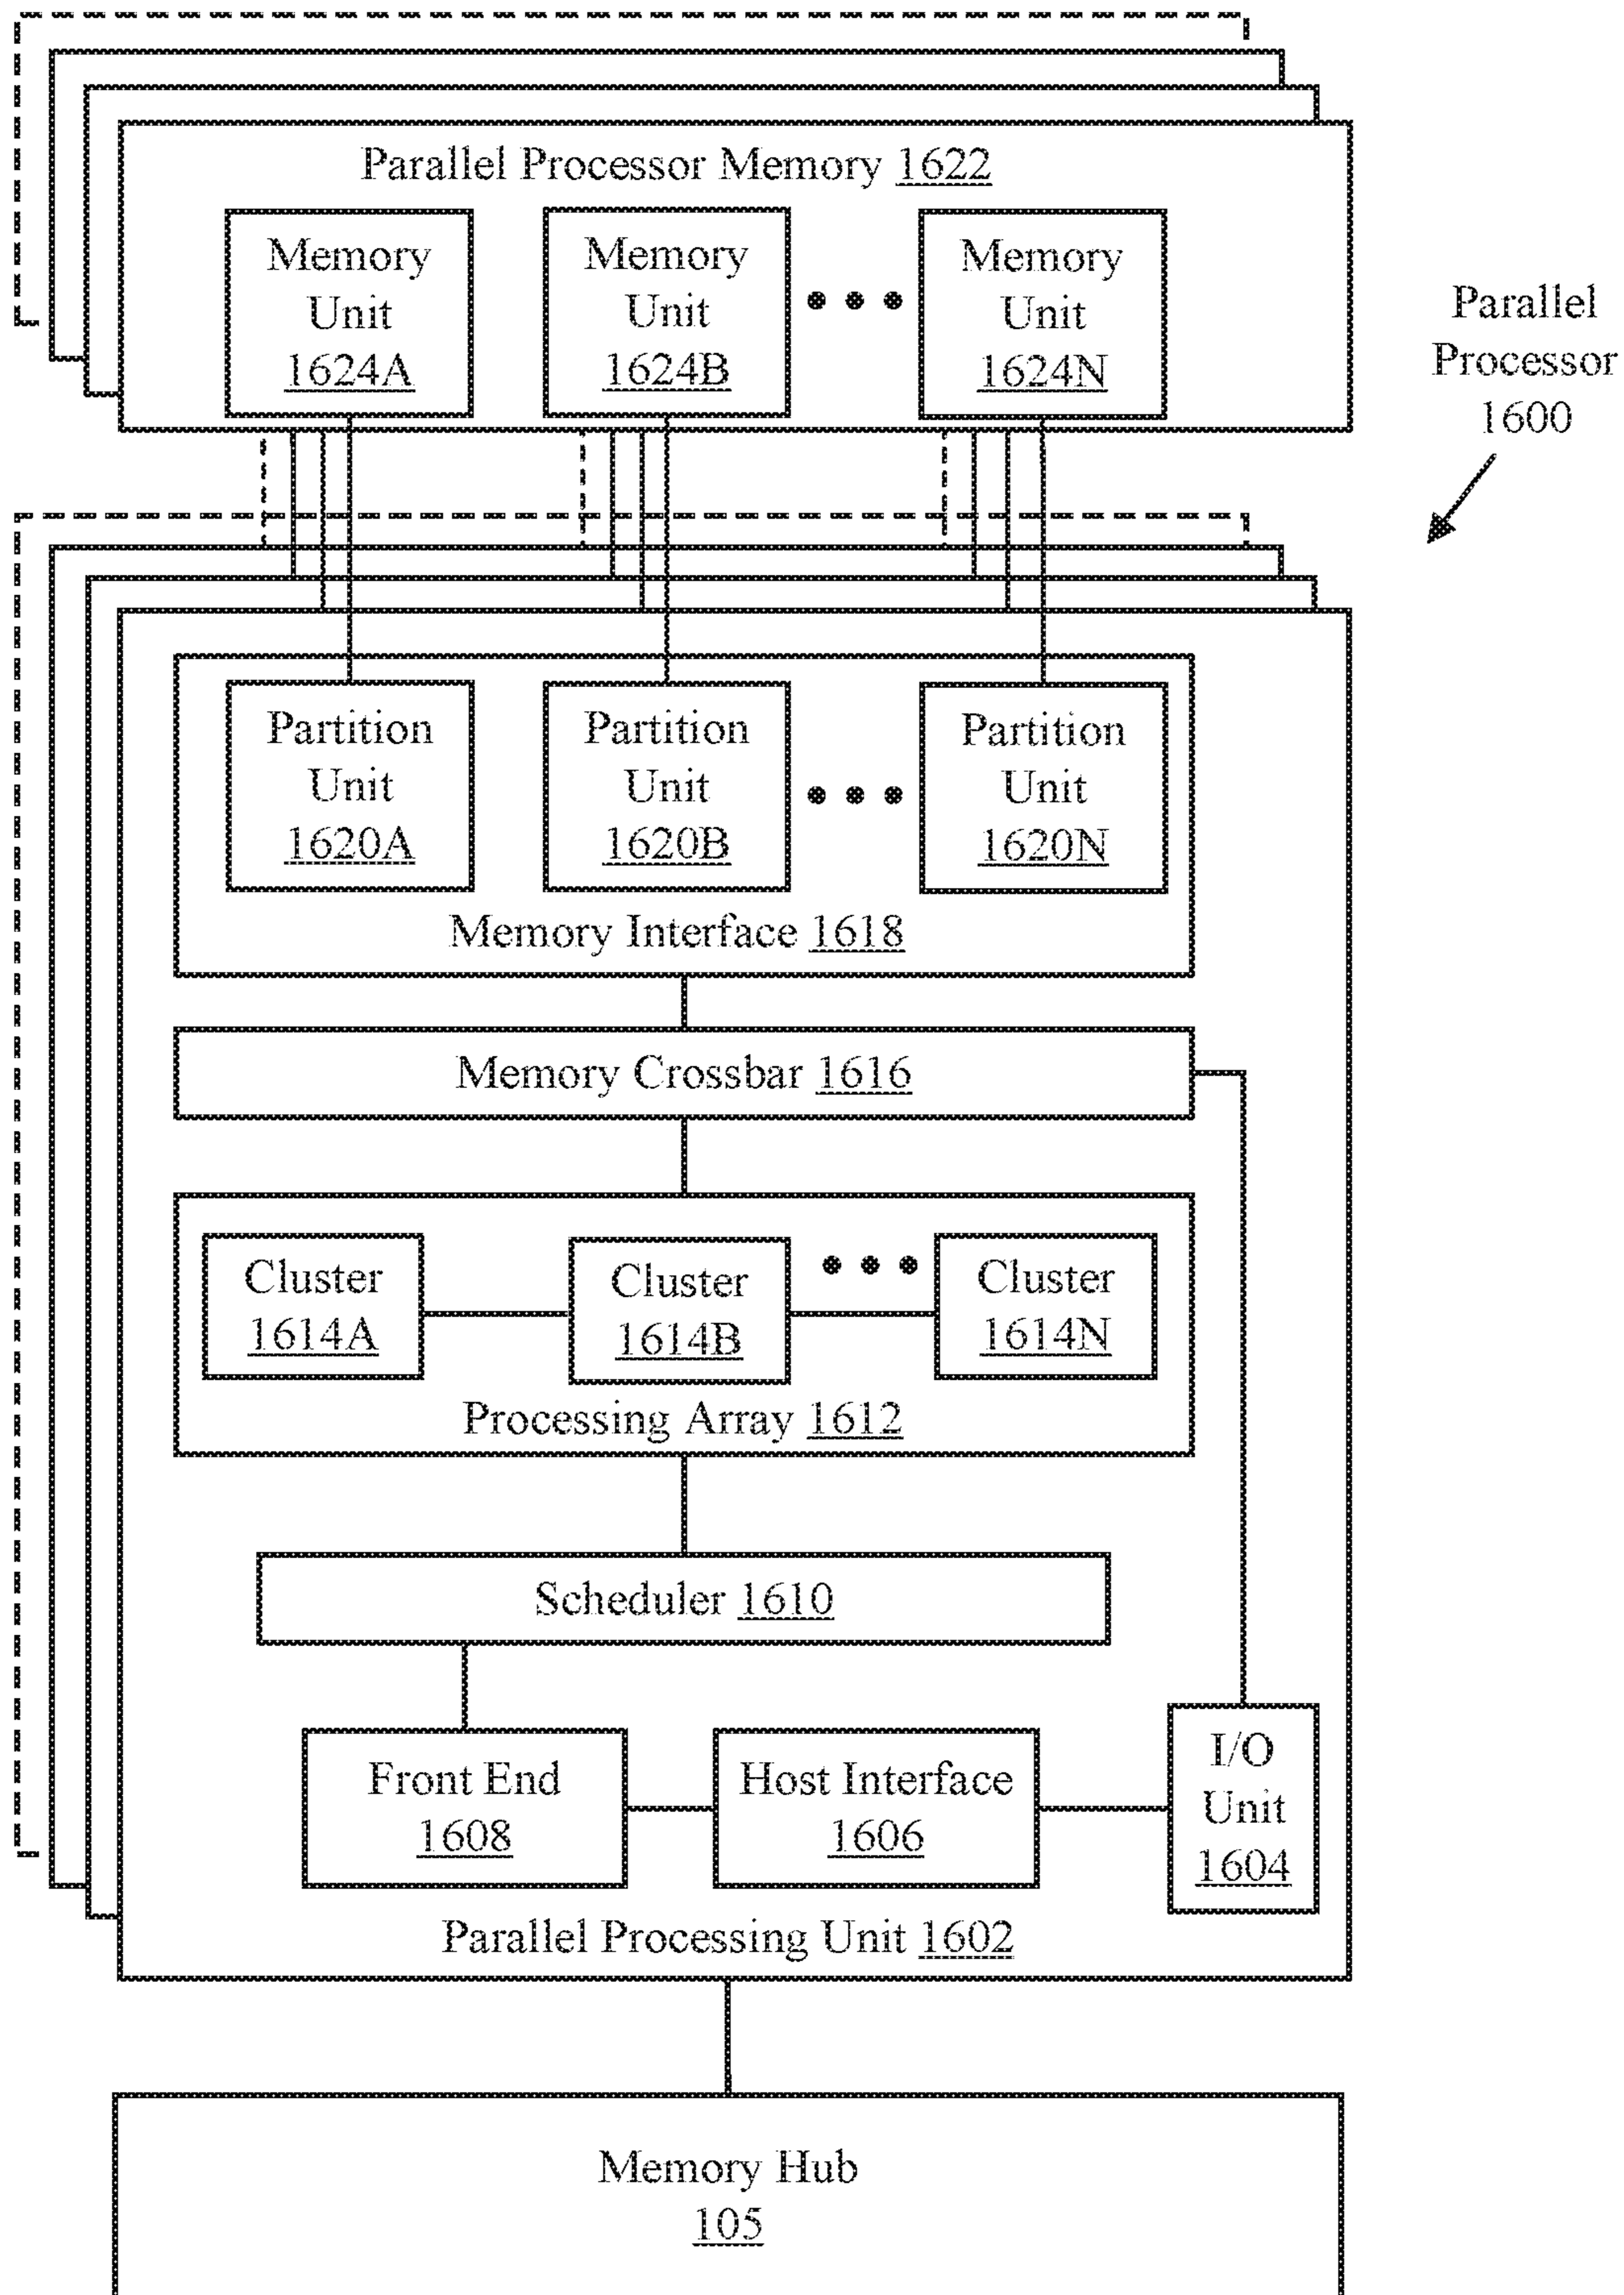 Parallel Processor Memory 1622
Memory
Unit
1624A
Memory
Unit
1624B
Memory
Unit
1624N
Parallel
Processor
1600
Partition
Unit
1620A
Partition
Unit
1620B
Partition
Unit
1620N
Memory Interface 1618
Memory Crossbar 1616
Cluster
1614A
Cluster
1614B
Cluster
1614N
Processing Array 1612
Scheduler 1610
Front End
1608
Host Interface
1606
I/O
Unit
1604
Parallel Processing Unit 1602
Memory Hub
105